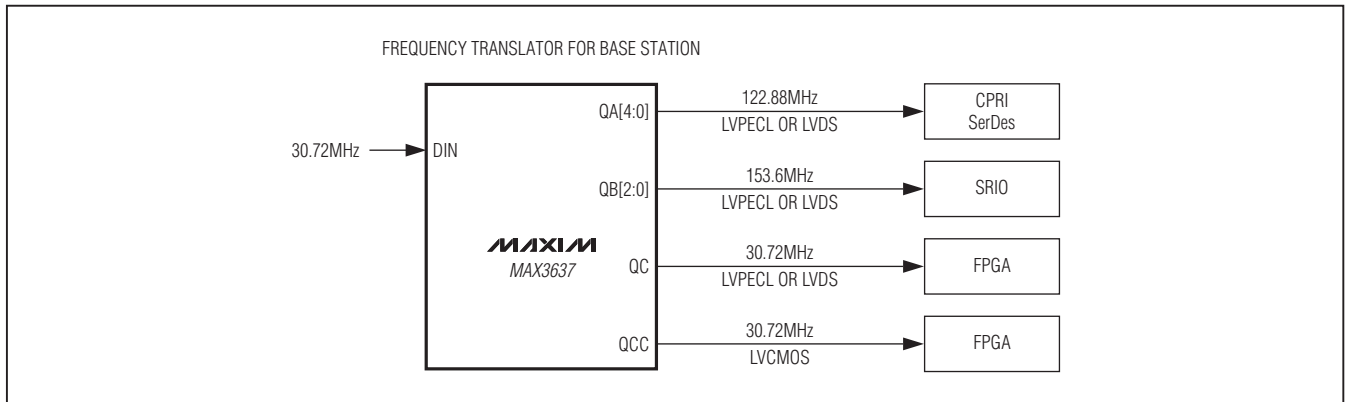 FREQUENCY TRANSLATOR FOR BASE STATION
30.72MHz
DIN
MAXIM
MAX3637
QA[4:0]
122.88MHz
LVPECL OR LVDS
CPRI
SerDes
QB[2:0]
153.6MHz
LVPECL OR LVDS
SRIO
QC
30.72MHz
LVPECL OR LVDS
FPGA
QCC
30.72MHz
LVCMOS
FPGA